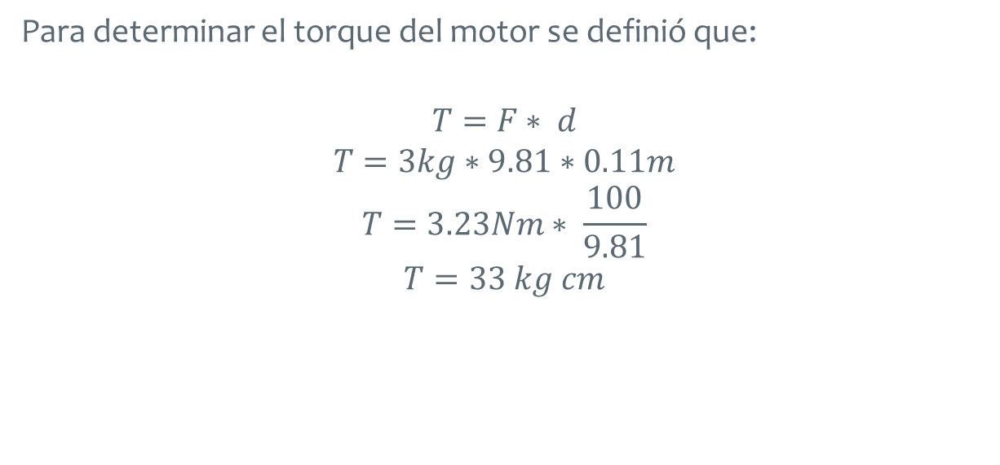 Para determinar el torque del motor se definió que:
T = F * d
T = 3kg * 9.81 * 0.11m
T = 3.23Nm * 100/9.81
T = 33 kg cm